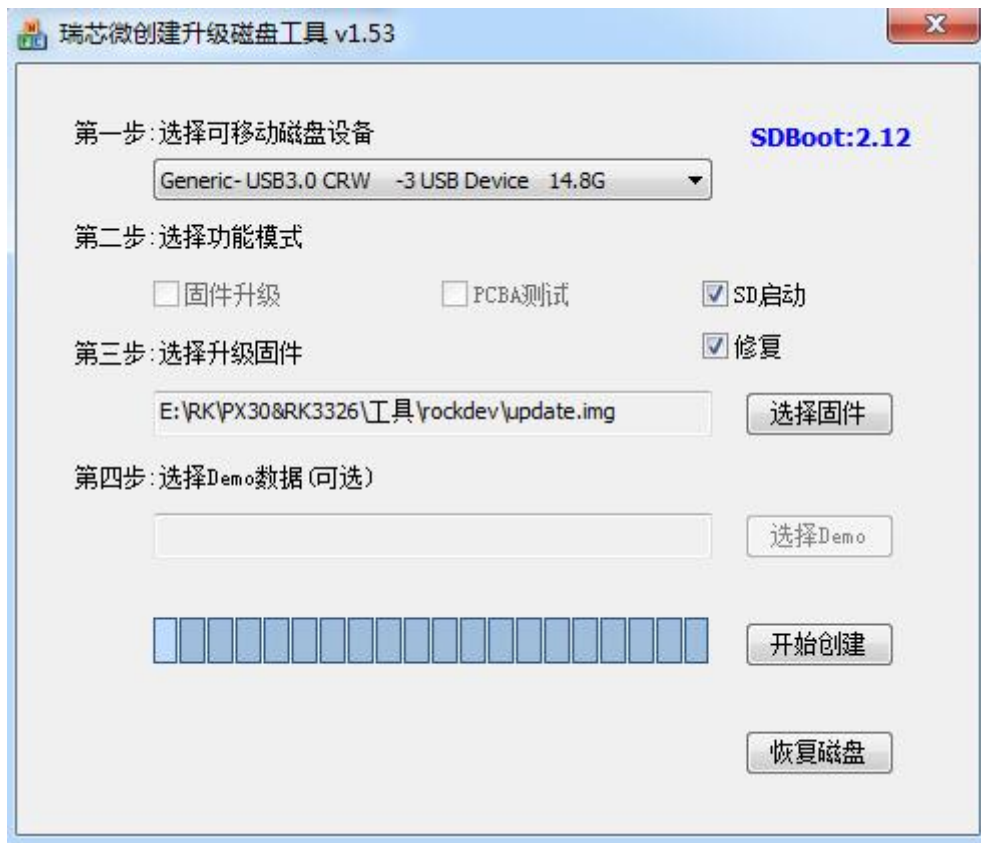 瑞芯微创建升级磁盘工具 v1.53
第一步:选择可移动磁盘设备
SDBoot:2.12
Generic- USB3.0 CRW -3 USB Device 14.8G
第二步:选择功能模式
固件升级 PCBA测试 SD启动
修复
第三步:选择升级固件
E:\RK\PX30&RK3326\工具\rockdev\update.img
选择固件
第四步:选择Demo数据(可选)
选择Demo
开始创建
恢复磁盘